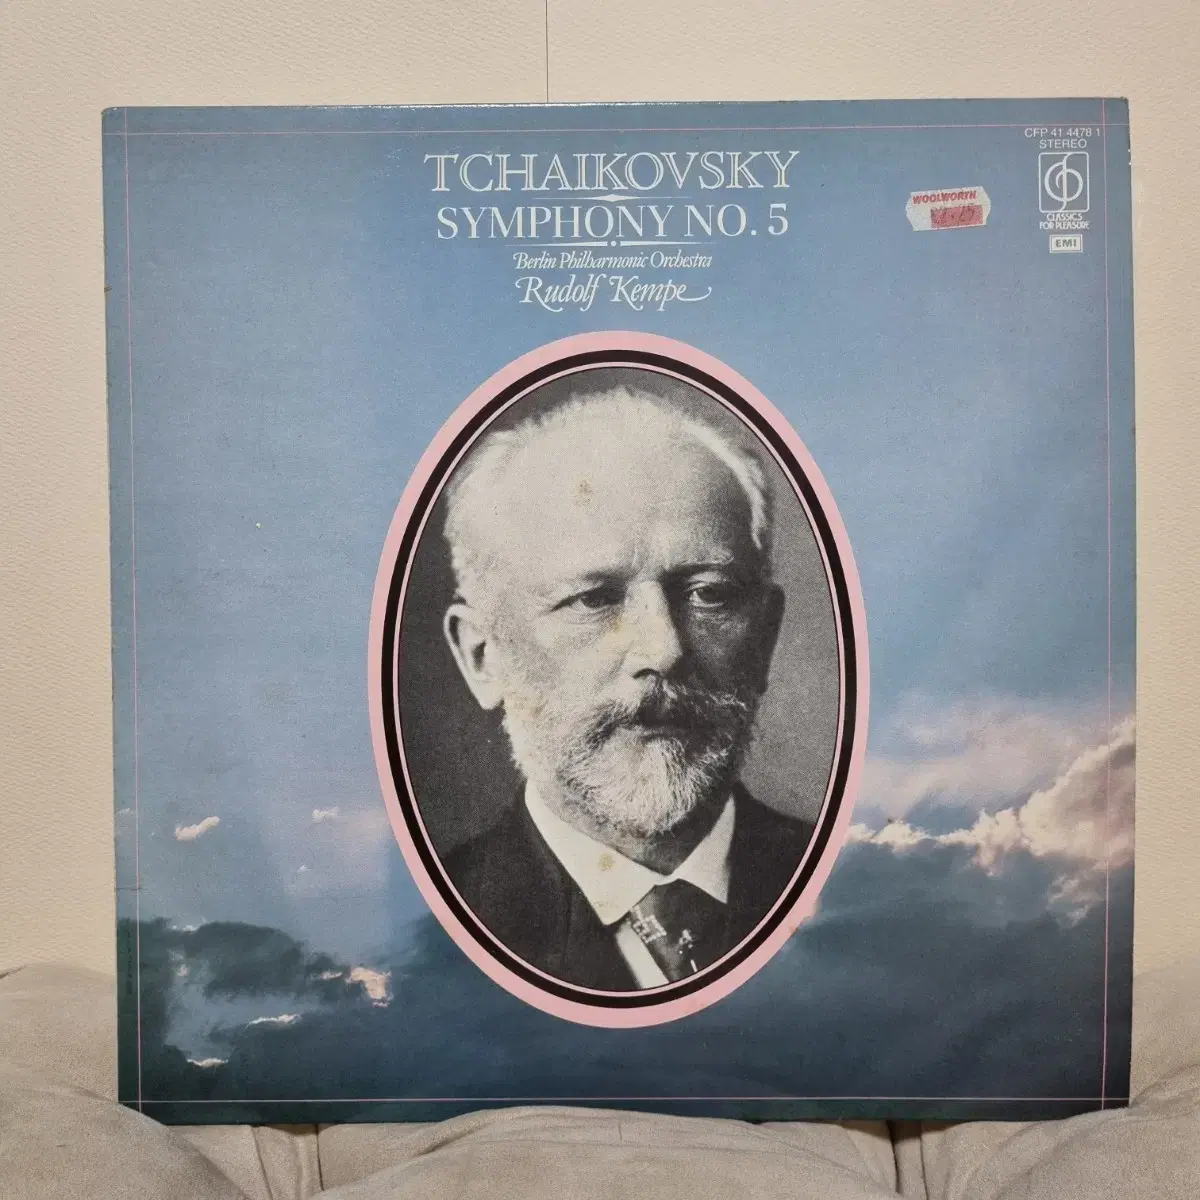 CFP 41 4478 1
STEREO
TCHAIKOVSKY
SYMPHONY NO. 5
Berlin Philharmonic Orchestra
Rudolf Kempe
WOOLWORTH
CLASSICS
FOR PLEASURE
EMI